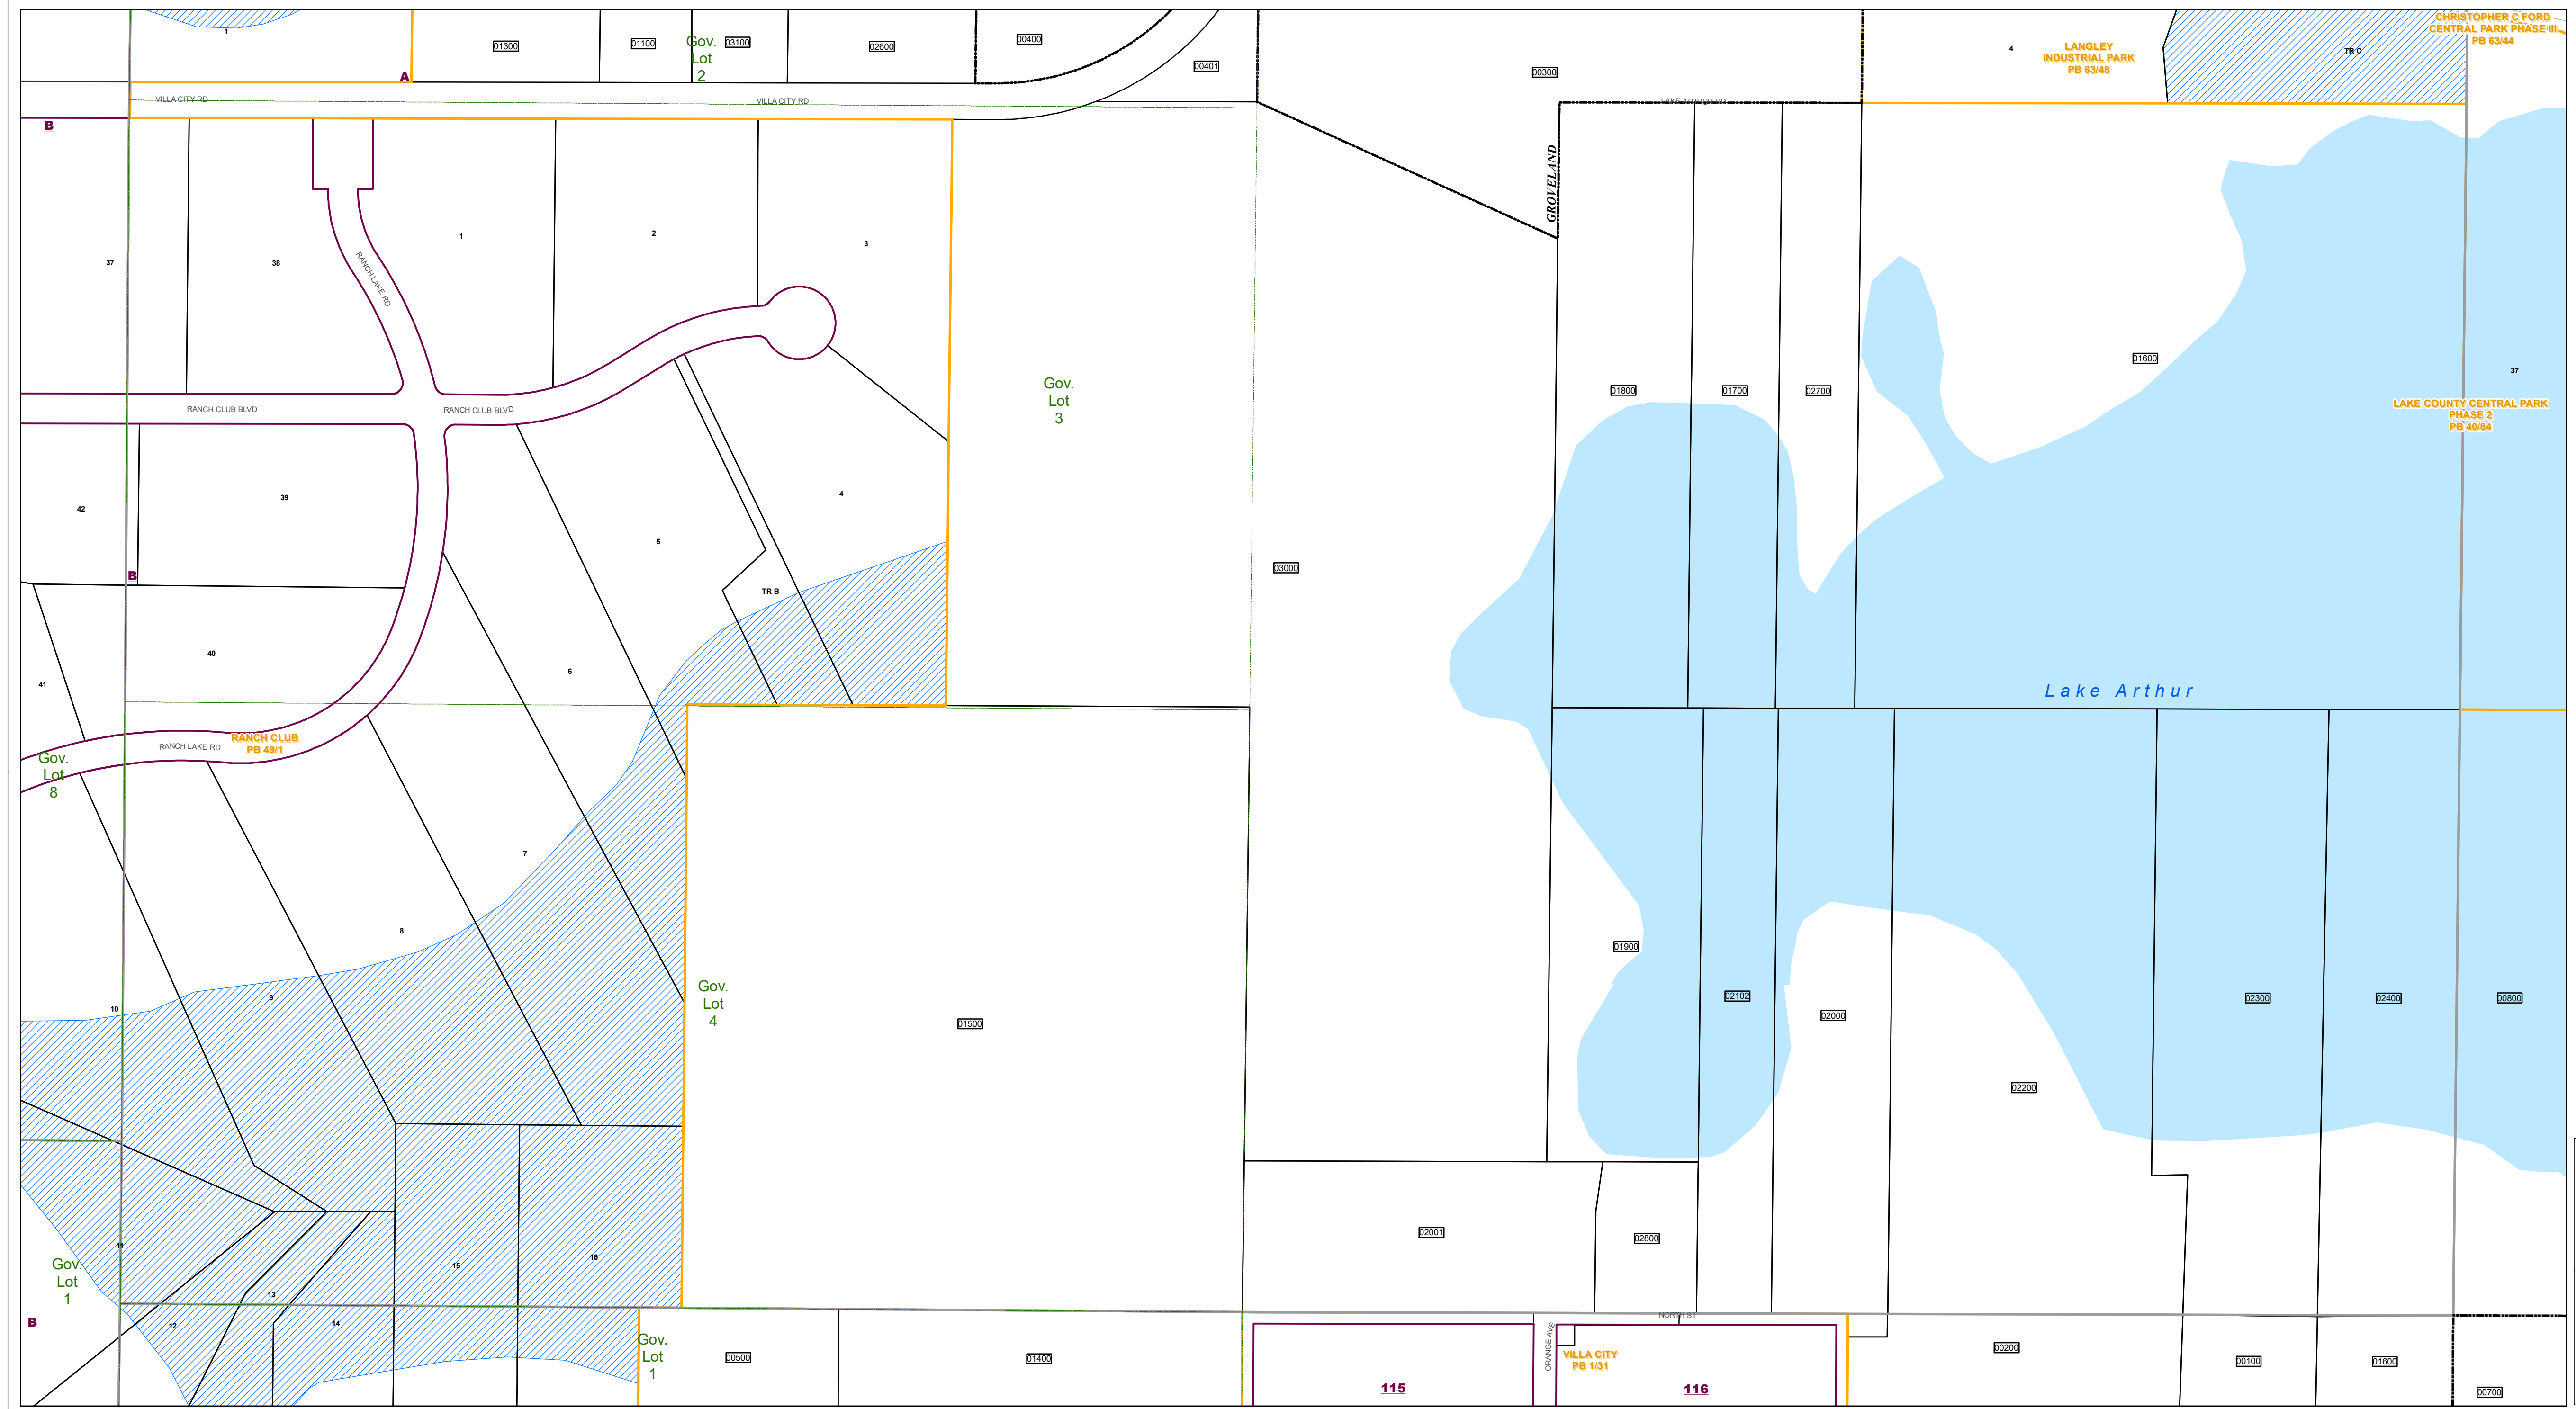 CHRISTOPHER C FORD
CENTRAL PARK PHASE III
PB 63/44
1
01300
01100
Gov.
Lot
2
03100
02600
00400
00401
00300
4
LANGLEY
INDUSTRIAL PARK
PB 63/48
TR C
A
VILLA CITY RD
VILLA CITY RD
LAKE ARTHUR RD
B
GROVELAND
37
38
RANCH LAKE RD
1
2
3
01600
37
Gov.
Lot
3
01800
01700
02700
LAKE COUNTY CENTRAL PARK
PHASE 2
PB 40/84
RANCH CLUB BLVD
RANCH CLUB BLVD
42
39
4
5
03000
B
TR B
40
41
6
Lake Arthur
RANCH LAKE RD
RANCH CLUB
PB 49/1
Gov.
Lot
8
7
8
01900
9
10
Gov.
Lot
4
01500
02102
02000
02300
02400
00800
02200
11
Gov.
Lot
1
15
16
02001
02800
13
B
12
14
NORTH ST
Gov.
Lot
1
00500
01400
ORANGE AVE
VILLA CITY
PB 1/31
00200
00100
01600
115
116
00700